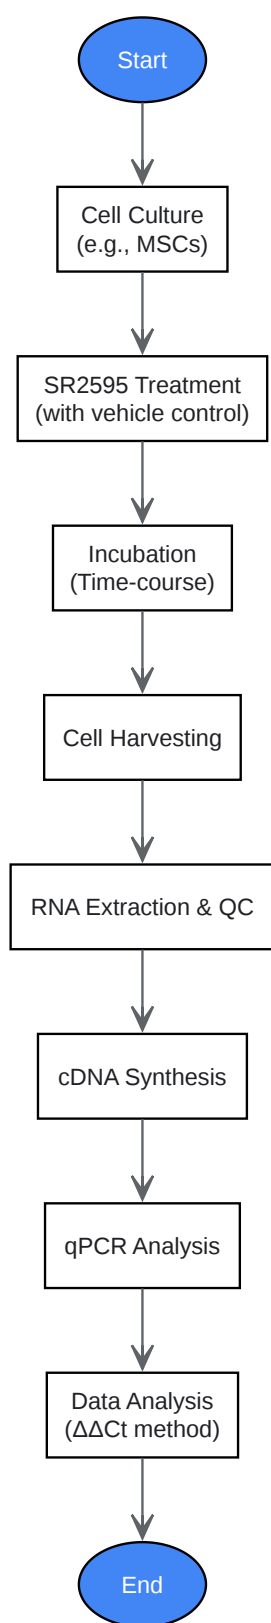 Start
Cell Culture
(e.g., MSCs)
SR2595 Treatment
(with vehicle control)
Incubation
(Time-course)
Cell Harvesting
RNA Extraction & QC
cDNA Synthesis
qPCR Analysis
Data Analysis
(ΔΔCt method)
End